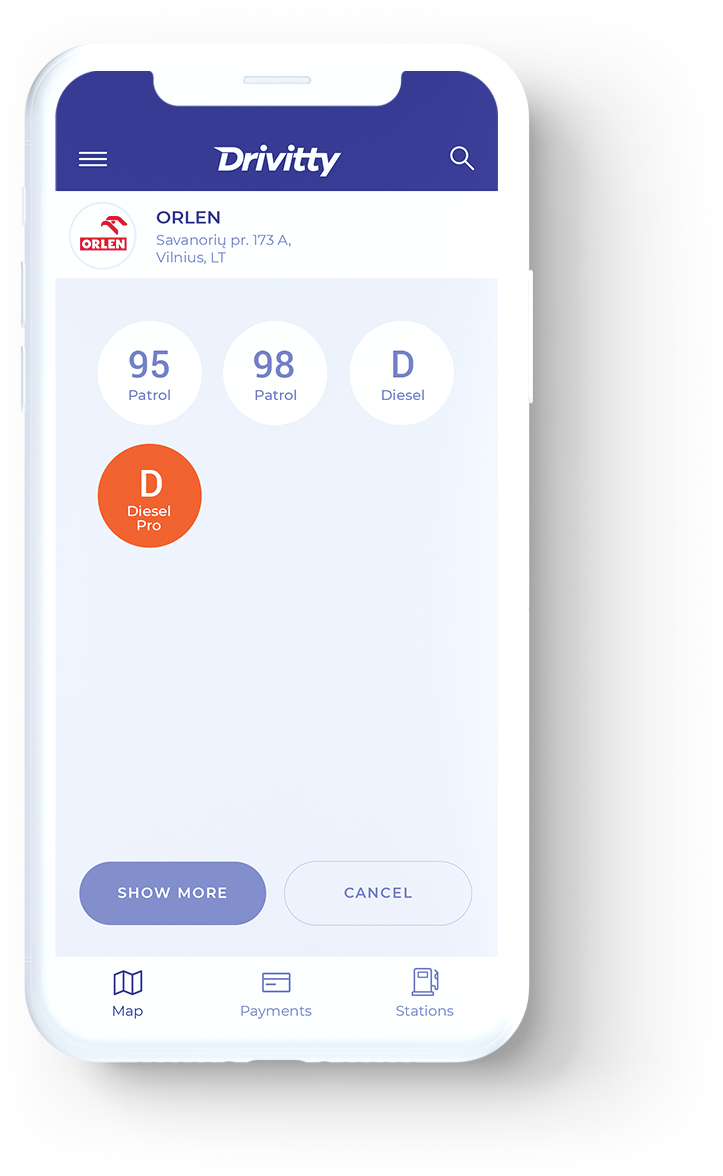 Drivitty
ORLEN
ORLEN
Savanorių pr. 173 A,
Vilnius, LT
95
Patrol
98
Patrol
D
Diesel
D
Diesel
Pro
SHOW MORE
CANCEL
Map
Payments
Stations